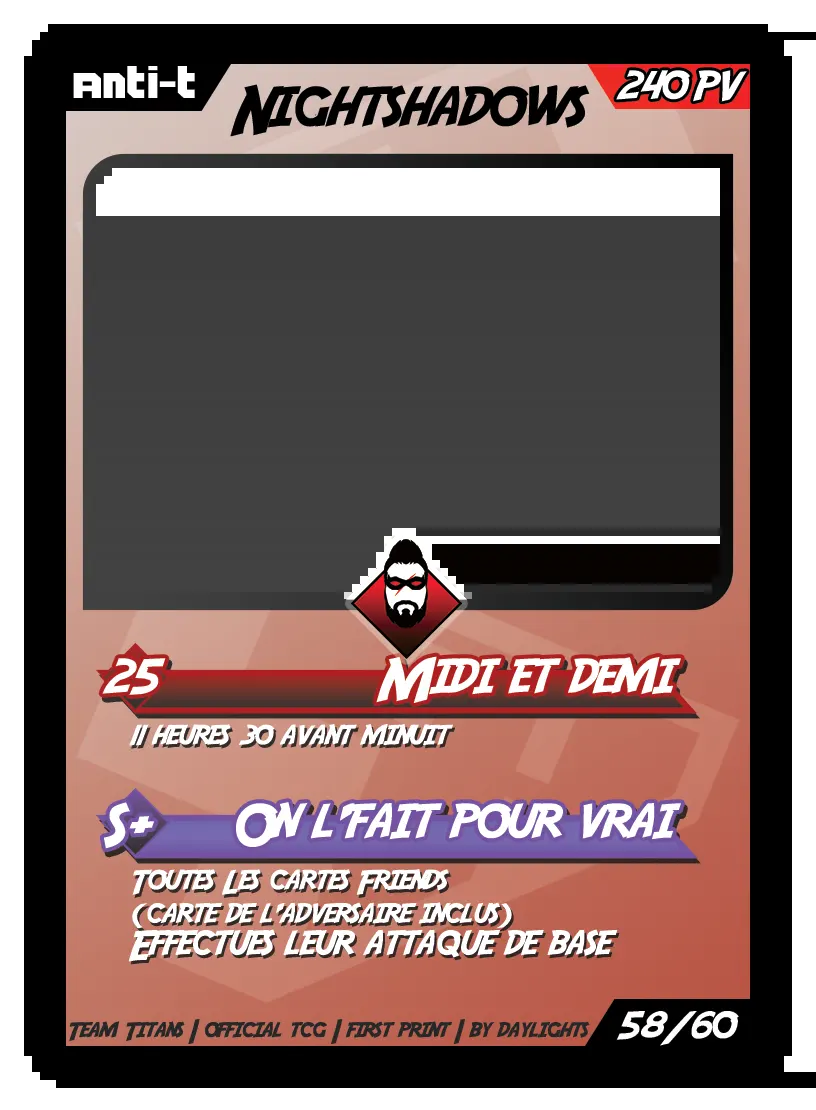 anti-t
Nightshadows
240 PV
25
Midi et demi
11 heures 30 avant minuit
S+
On l'fait pour vrai
Toutes Les cartes Friends
(carte de l'adversaire inclus)
Effectues leur attaque de base
Team Titans | official tcg | first print | by daylights
58/60